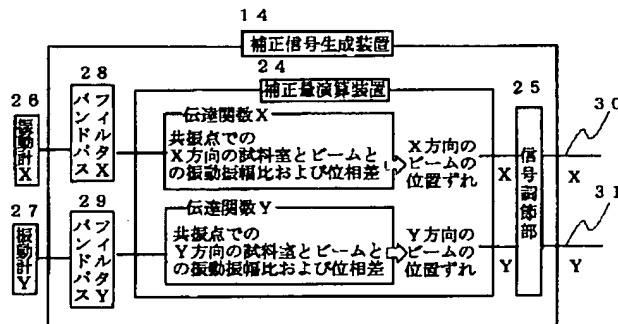 14
補正信号生成装置
28
24
補正量演算装置
25
26
振動計X
バンドパス
フィルタX
伝達関数X
共振点での
X方向の試料室とビームと
の振動振幅比および位相差
X方向の
ビームの
位置ずれ
X
信号調節部
30
X
27
振動計Y
29
バンドパス
フィルタY
伝達関数Y
共振点での
Y方向の試料室とビームと
の振動振幅比および位相差
Y方向の
ビームの
位置ずれ
Y
31
Y